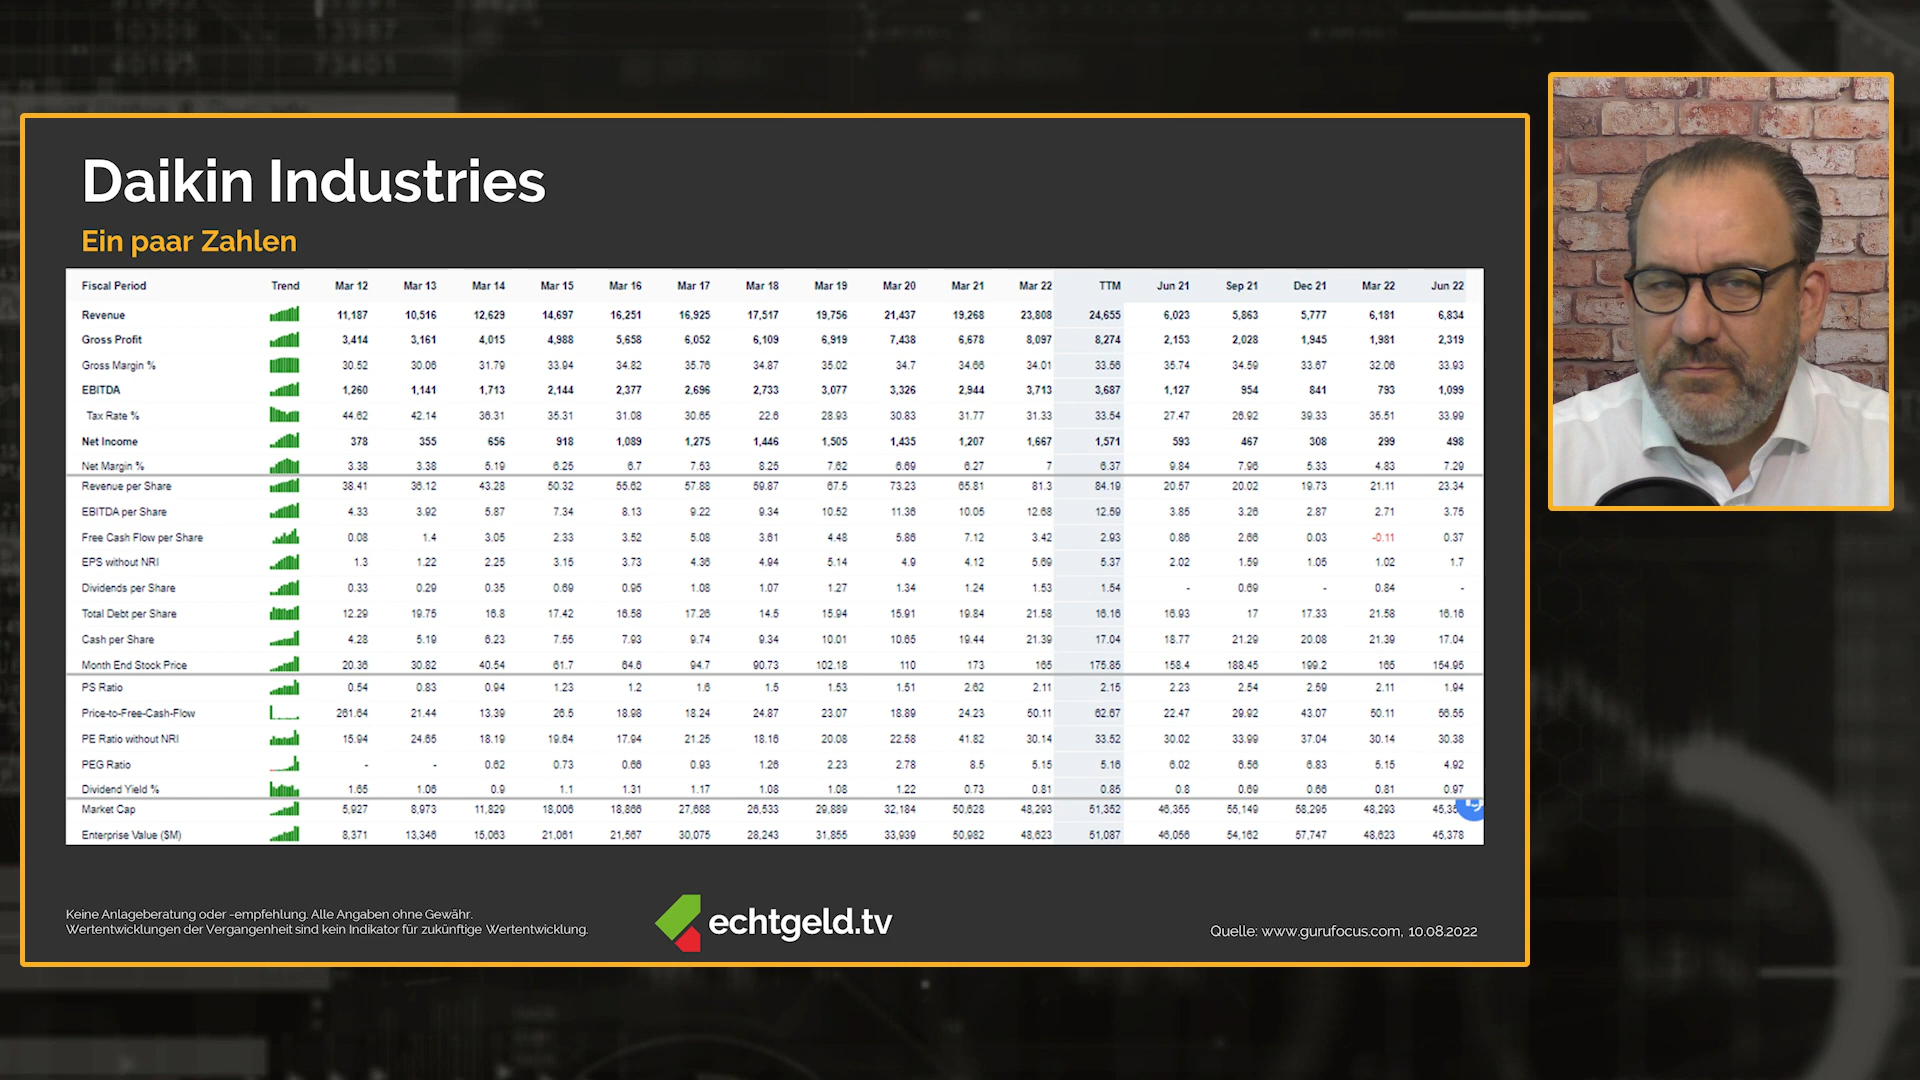 Daikin Industries
Ein paar Zahlen
Fiscal Period Trend Mar 12 Mar 13 Mar 14 Mar 15 Mar 16 Mar 17 Mar 18 Mar 19 Mar 20 Mar 21 Mar 22 TTM Jun 21 Sep 21 Dec 21 Mar 22 Jun 22
Revenue 11,187 10,516 12,629 14,697 16,251 16,925 17,517 19,756 21,437 19,268 23,808 24,655 6,023 5,863 5,777 6,181 6,834
Gross Profit 3,414 3,161 4,015 4,988 5,658 6,052 6,109 6,919 7,438 6,678 8,097 8,274 2,153 2,028 1,945 1,981 2,319
Gross Margin % 30.52 30.06 31.79 33.94 34.82 35.76 34.87 35.02 34.7 34.66 34.01 33.56 35.74 34.59 33.67 32.06 33.93
EBITDA 1,260 1,141 1,713 2,144 2,377 2,696 2,733 3,077 3,326 2,944 3,713 3,687 1,127 954 841 793 1,099
Tax Rate % 44.62 42.14 36.31 35.31 31.08 30.65 22.6 28.93 30.83 31.77 31.33 33.54 27.47 26.92 39.33 35.51 33.99
Net Income 378 355 656 918 1,089 1,275 1,446 1,505 1,435 1,207 1,667 1,571 593 467 308 299 498
Net Margin % 3.38 3.38 5.19 6.25 6.7 7.53 8.25 7.62 6.69 6.27 7 6.37 9.84 7.96 5.33 4.83 7.29
Revenue per Share 38.41 36.12 43.28 50.32 55.62 57.88 59.87 67.5 73.23 65.81 81.3 84.19 20.57 20.02 19.73 21.11 23.34
EBITDA per Share 4.33 3.92 5.87 7.34 8.13 9.22 9.34 10.52 11.36 10.05 12.68 12.59 3.85 3.26 2.87 2.71 3.75
Free Cash Flow per Share 0.08 1.4 3.05 2.33 3.52 5.08 3.61 4.48 5.86 7.12 3.42 2.93 0.86 2.66 0.03 -0.11 0.37
EPS without NRI 1.3 1.22 2.25 3.15 3.73 4.36 4.94 5.14 4.9 4.12 5.69 5.37 2.02 1.59 1.05 1.02 1.7
Dividends per Share 0.33 0.29 0.35 0.69 0.95 1.08 1.07 1.27 1.34 1.24 1.53 1.54 - 0.69 - 0.84 -
Total Debt per Share 12.29 19.75 16.8 17.42 16.58 17.26 14.5 15.94 15.91 19.84 21.58 16.16 16.93 17 17.33 21.58 16.16
Cash per Share 4.28 5.19 6.23 7.55 7.93 9.74 9.34 10.01 10.65 19.44 21.39 17.04 18.77 21.29 20.08 21.39 17.04
Month End Stock Price 20.36 30.82 40.54 61.7 64.6 94.7 90.73 102.18 110 173 165 175.85 158.4 188.45 199.2 165 154.95
PS Ratio 0.54 0.83 0.94 1.23 1.2 1.6 1.5 1.53 1.51 2.62 2.11 2.15 2.23 2.54 2.59 2.11 1.94
Price-to-Free-Cash-Flow 261.64 21.44 13.39 26.5 18.98 18.24 24.87 23.07 18.89 24.23 50.11 62.67 22.47 29.92 43.07 50.11 56.55
PE Ratio without NRI 15.94 24.65 18.19 19.64 17.94 21.25 18.16 20.08 22.58 41.82 30.14 33.52 30.02 33.99 37.04 30.14 30.38
PEG Ratio - - 0.62 0.73 0.66 0.93 1.26 2.23 2.78 8.5 5.15 5.16 6.02 6.56 6.83 5.15 4.92
Dividend Yield % 1.65 1.06 0.9 1.1 1.31 1.17 1.08 1.08 1.22 0.73 0.81 0.85 0.8 0.69 0.66 0.81 0.97
Market Cap 5,927 8,973 11,829 18,006 18,866 27,688 26,533 29,889 32,184 50,628 48,293 51,352 46,355 55,149 58,295 48,293
Enterprise Value ($M) 8,371 13,346 15,063 21,061 21,567 30,075 28,243 31,855 33,939 50,982 48,623 51,087 46,056 54,162 57,747 48,623 45,378
Keine Anlageberatung oder -empfehlung. Alle Angaben ohne Gewähr.
Wertentwicklungen der Vergangenheit sind kein Indikator für zukünftige Wertentwicklung.
echtgeld.tv
Quelle: www.gurufocus.com, 10.08.2022